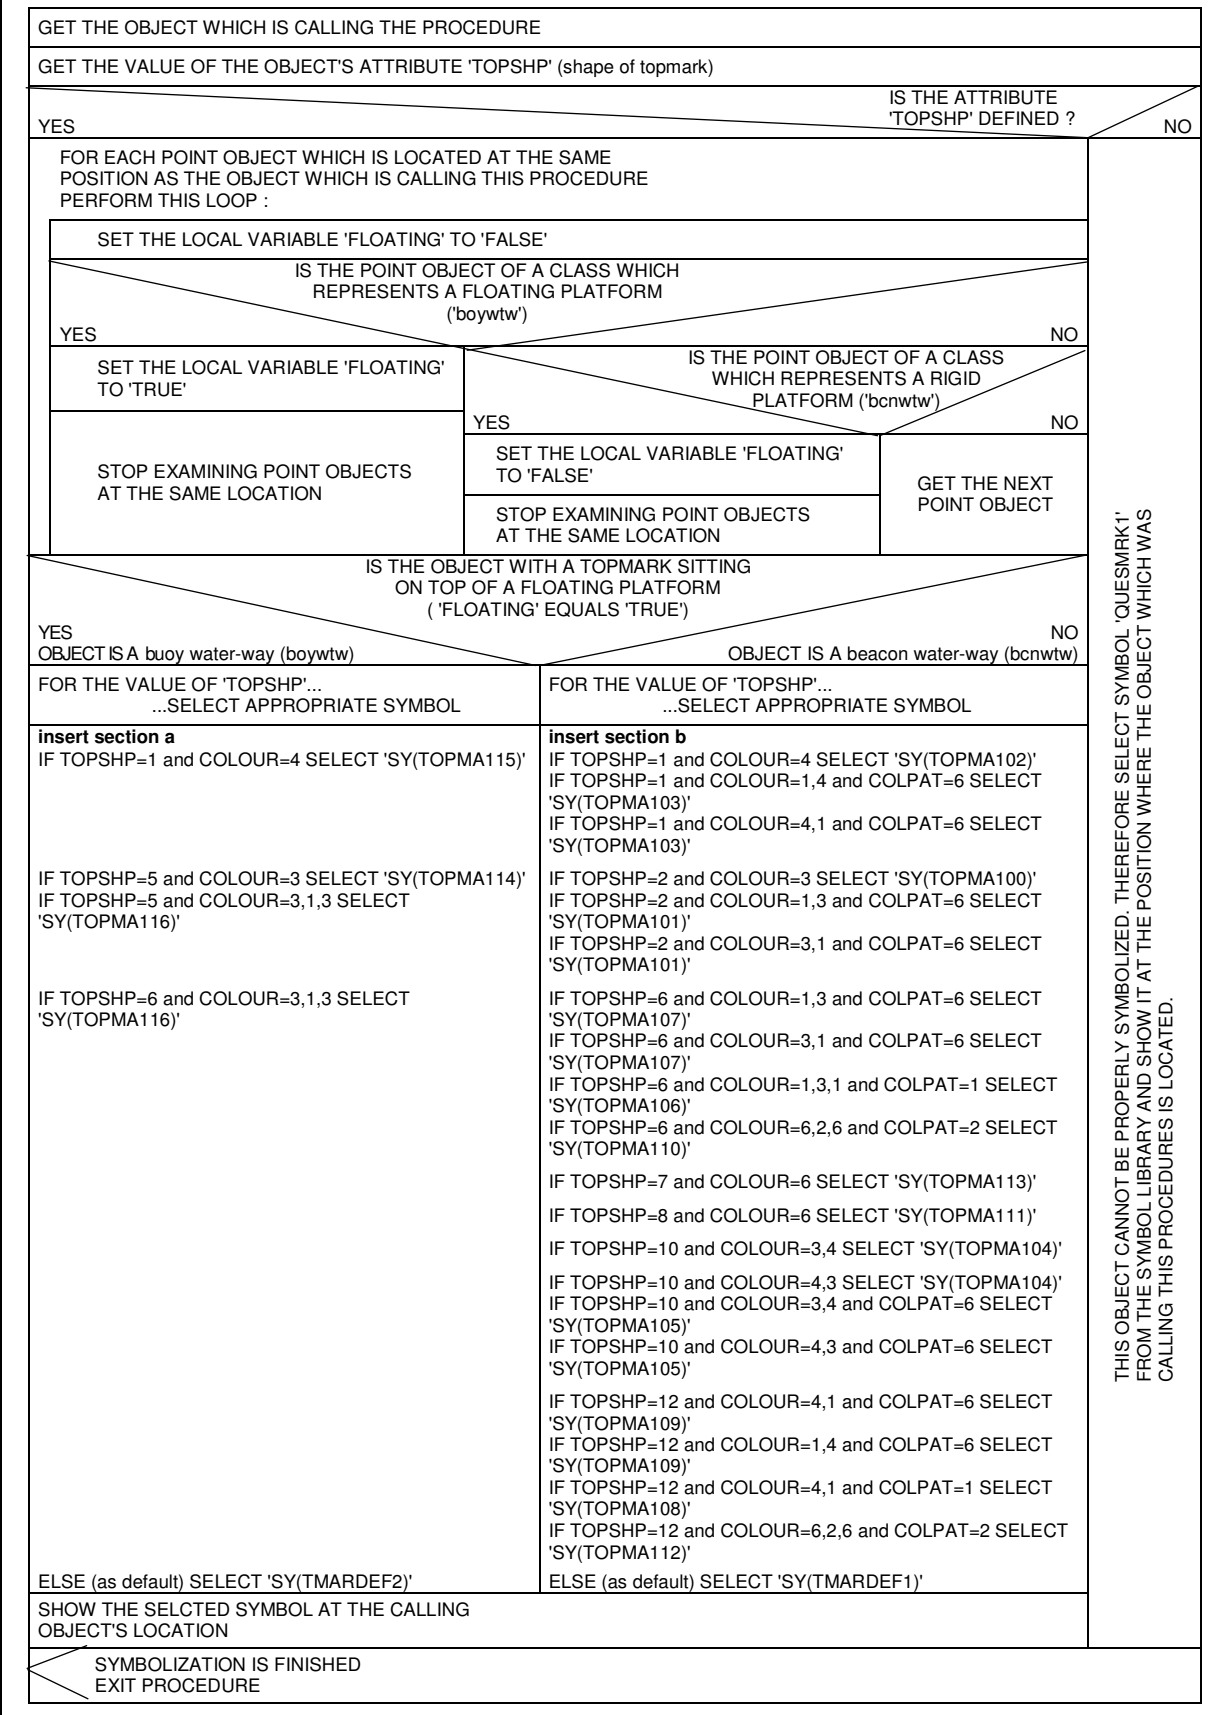 GET THE OBJECT WHICH IS CALLING THE PROCEDURE
GET THE VALUE OF THE OBJECT'S ATTRIBUTE 'TOPSHP' (shape of topmark)
IS THE ATTRIBUTE
'TOPSHP' DEFINED ?
YES
NO
FOR EACH POINT OBJECT WHICH IS LOCATED AT THE SAME
POSITION AS THE OBJECT WHICH IS CALLING THIS PROCEDURE
PERFORM THIS LOOP :
SET THE LOCAL VARIABLE 'FLOATING' TO 'FALSE'
IS THE POINT OBJECT OF A CLASS WHICH
REPRESENTS A FLOATING PLATFORM
('boywtw')
YES
NO
SET THE LOCAL VARIABLE 'FLOATING'
TO 'TRUE'
STOP EXAMINING POINT OBJECTS
AT THE SAME LOCATION
IS THE POINT OBJECT OF A CLASS
WHICH REPRESENTS A RIGID
PLATFORM ('bcnwtw')
YES
NO
SET THE LOCAL VARIABLE 'FLOATING'
TO 'FALSE'
STOP EXAMINING POINT OBJECTS
AT THE SAME LOCATION
GET THE NEXT
POINT OBJECT
IS THE OBJECT WITH A TOPMARK SITTING
ON TOP OF A FLOATING PLATFORM
( 'FLOATING' EQUALS 'TRUE')
YES
OBJECT IS A buoy water-way (boywtw)
NO
OBJECT IS A beacon water-way (bcnwtw)
FOR THE VALUE OF 'TOPSHP'...
...SELECT APPROPRIATE SYMBOL
insert section a
IF TOPSHP=1 and COLOUR=4 SELECT 'SY(TOPMA115)'
IF TOPSHP=5 and COLOUR=3 SELECT 'SY(TOPMA114)'
IF TOPSHP=5 and COLOUR=3,1,3 SELECT
'SY(TOPMA116)'
IF TOPSHP=6 and COLOUR=3,1,3 SELECT
'SY(TOPMA116)'
ELSE (as default) SELECT 'SY(TMARDEF2)'
FOR THE VALUE OF 'TOPSHP'...
...SELECT APPROPRIATE SYMBOL
insert section b
IF TOPSHP=1 and COLOUR=4 SELECT 'SY(TOPMA102)'
IF TOPSHP=1 and COLOUR=1,4 and COLPAT=6 SELECT
'SY(TOPMA103)'
IF TOPSHP=1 and COLOUR=4,1 and COLPAT=6 SELECT
'SY(TOPMA103)'
IF TOPSHP=2 and COLOUR=3 SELECT 'SY(TOPMA100)'
IF TOPSHP=2 and COLOUR=1,3 and COLPAT=6 SELECT
'SY(TOPMA101)'
IF TOPSHP=2 and COLOUR=3,1 and COLPAT=6 SELECT
'SY(TOPMA101)'
IF TOPSHP=6 and COLOUR=1,3 and COLPAT=6 SELECT
'SY(TOPMA107)'
IF TOPSHP=6 and COLOUR=3,1 and COLPAT=6 SELECT
'SY(TOPMA107)'
IF TOPSHP=6 and COLOUR=1,3,1 and COLPAT=1 SELECT
'SY(TOPMA106)'
IF TOPSHP=6 and COLOUR=6,2,6 and COLPAT=2 SELECT
'SY(TOPMA110)'
IF TOPSHP=7 and COLOUR=6 SELECT 'SY(TOPMA113)'
IF TOPSHP=8 and COLOUR=6 SELECT 'SY(TOPMA111)'
IF TOPSHP=10 and COLOUR=3,4 SELECT 'SY(TOPMA104)'
IF TOPSHP=10 and COLOUR=4,3 SELECT 'SY(TOPMA104)'
IF TOPSHP=10 and COLOUR=3,4 and COLPAT=6 SELECT
'SY(TOPMA105)'
IF TOPSHP=10 and COLOUR=4,3 and COLPAT=6 SELECT
'SY(TOPMA105)'
IF TOPSHP=12 and COLOUR=4,1 and COLPAT=6 SELECT
'SY(TOPMA109)'
IF TOPSHP=12 and COLOUR=1,4 and COLPAT=6 SELECT
'SY(TOPMA109)'
IF TOPSHP=12 and COLOUR=4,1 and COLPAT=1 SELECT
'SY(TOPMA108)'
IF TOPSHP=12 and COLOUR=6,2,6 and COLPAT=2 SELECT
'SY(TOPMA112)'
ELSE (as default) SELECT 'SY(TMARDEF1)'
THIS OBJECT CANNOT BE PROPERLY SYMBOLIZED. THEREFORE SELECT SYMBOL 'QUESMRK1'
FROM THE SYMBOL LIBRARY AND SHOW IT AT THE POSITION WHERE THE OBJECT WHICH WAS
CALLING THIS PROCEDURES IS LOCATED.
SHOW THE SELCTED SYMBOL AT THE CALLING
OBJECT'S LOCATION
SYMBOLIZATION IS FINISHED
EXIT PROCEDURE